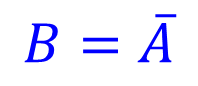 B = Ā